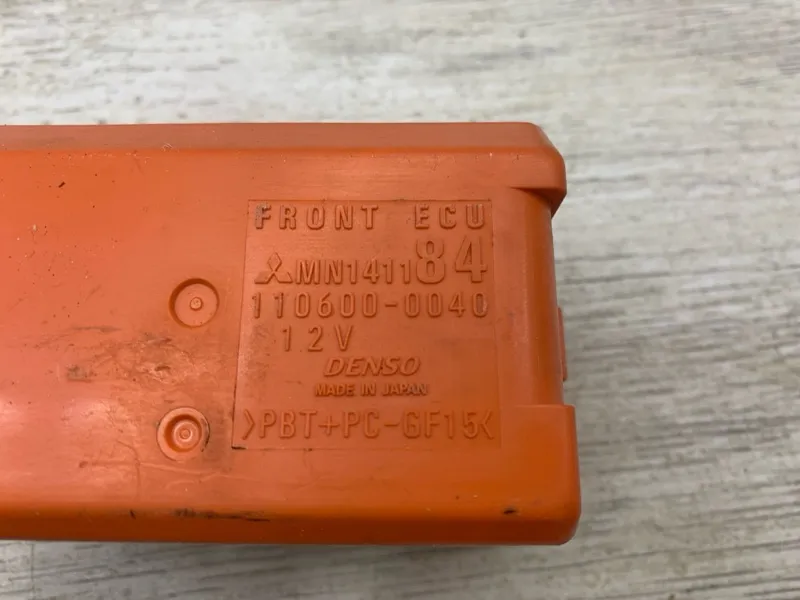 FRONT ECU
MN141184
110600-0040
12V
DENSO
MADE IN JAPAN
>PBT+PC-GF15<